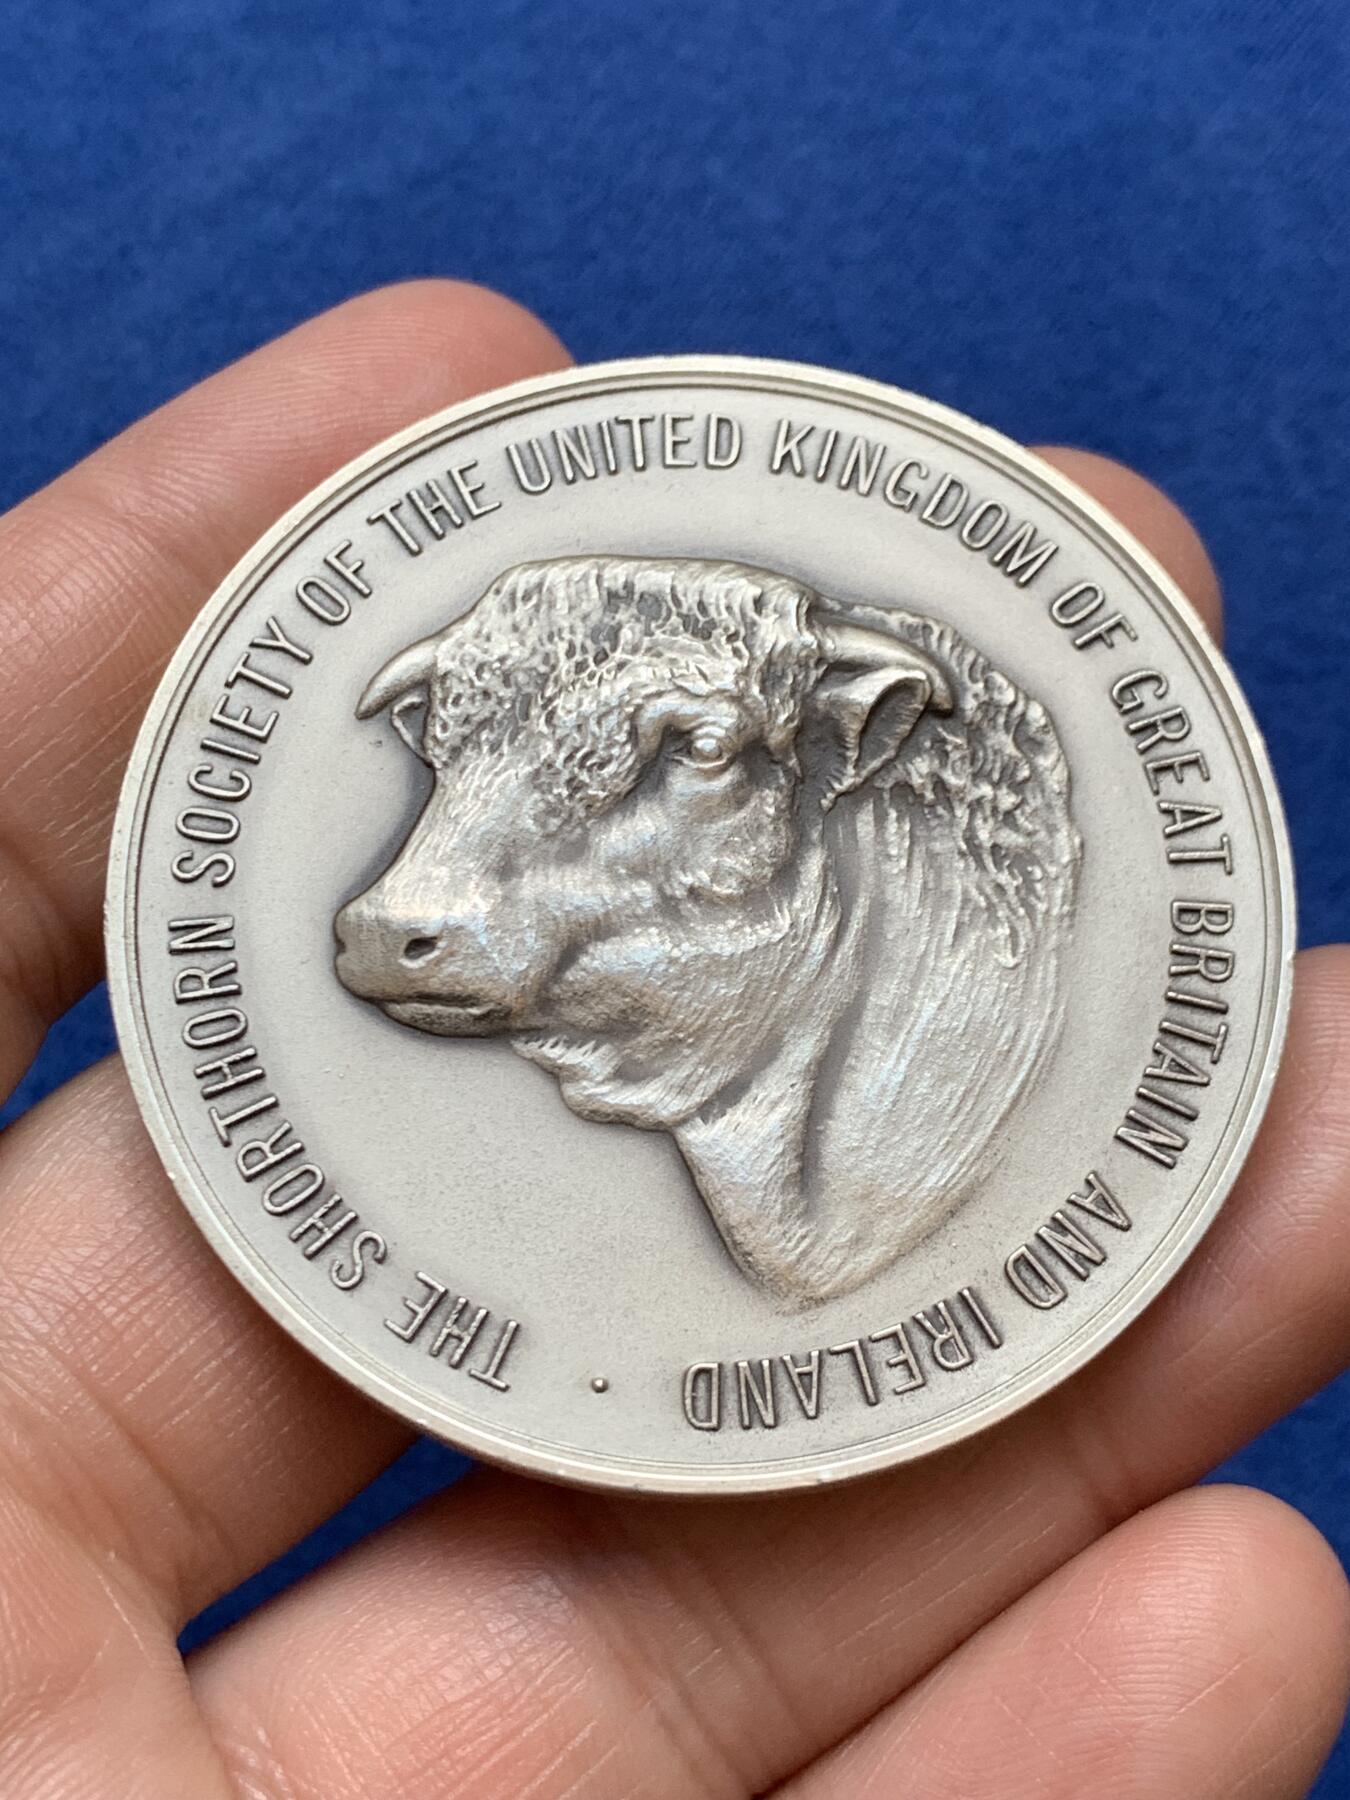 THE SHORTHORN SOCIETY OF THE UNITED KINGDOM OF GREAT BRITAIN AND IRELAND ·